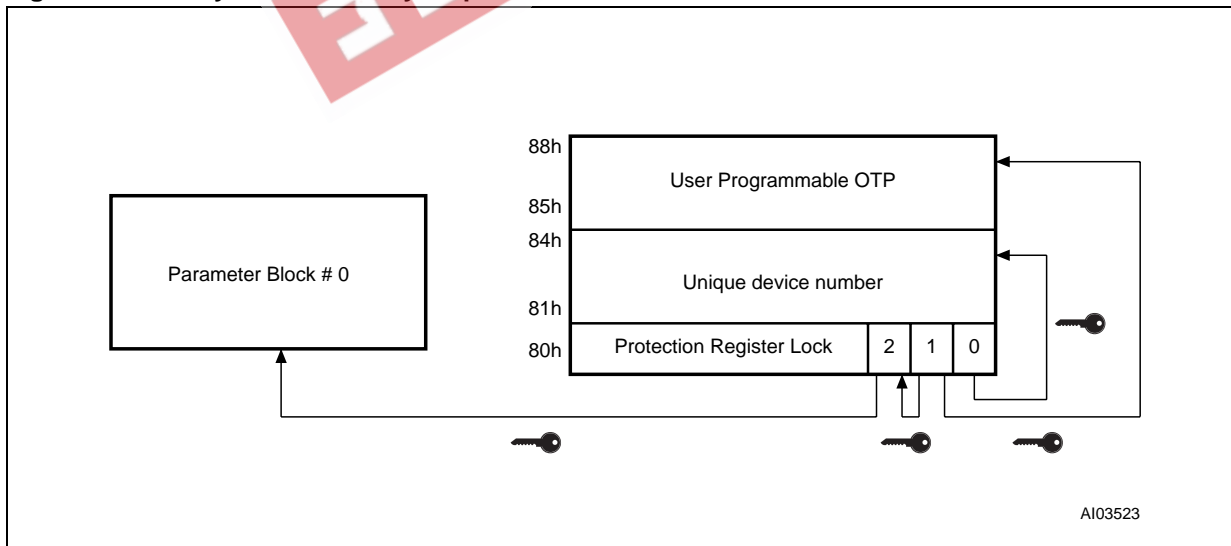 88h
User Programmable OTP
85h
84h
Parameter Block # 0
Unique device number
81h
80h
Protection Register Lock 2 1 0
AI03523